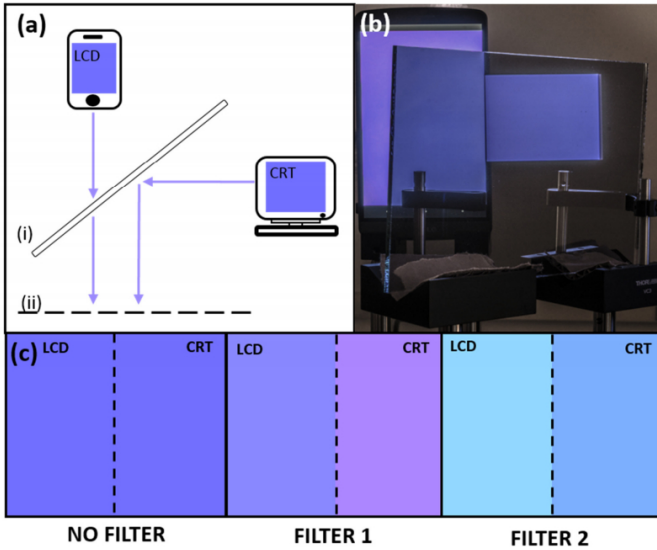 (a)
LCD
CRT
(i)
(ii)
(b)
(c)
LCD
CRT
LCD
CRT
LCD
CRT
NO FILTER
FILTER 1
FILTER 2